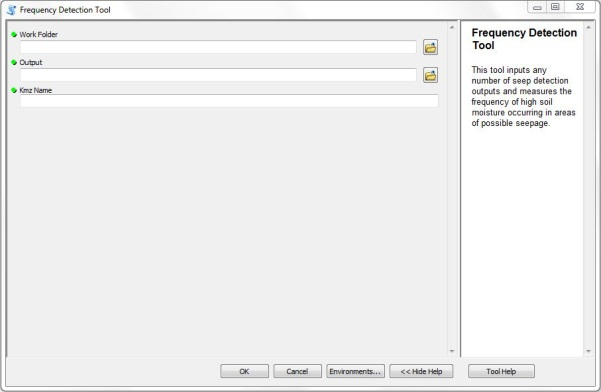 Frequency Detection Tool
Work Folder
Output
Kmz Name
Frequency Detection
Tool
This tool inputs any
number of seep detection
outputs and measures the
frequency of high soil
moisture occurring in areas
of possible seepage.
OK
Cancel
Environments...
<< Hide Help
Tool Help